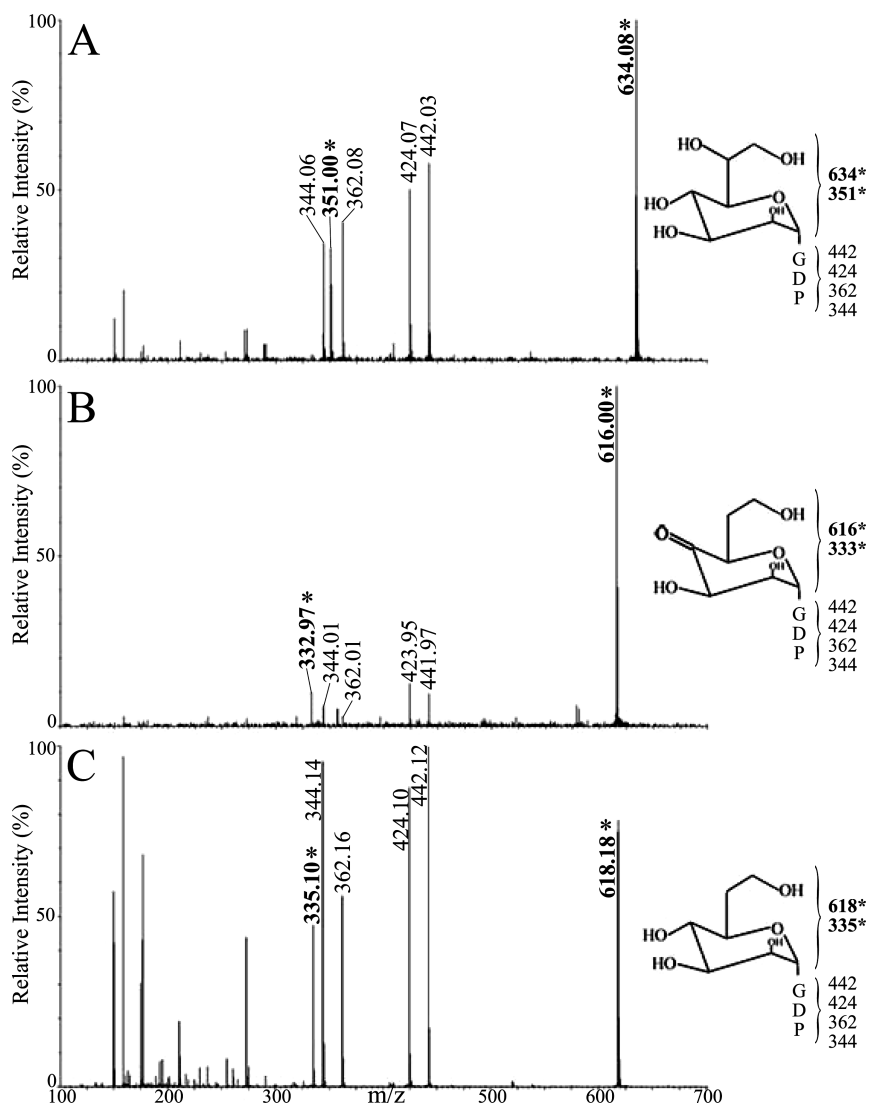 A
Relative Intensity (%)
100
50
0
344.06
351.00 *
362.08
424.07
442.03
634.08 *
HO
OH
HO
O
OH
HO
634*
351*
G
D
P
442
424
362
344
B
Relative Intensity (%)
100
50
0
332.97 *
344.01
362.01
423.95
441.97
616.00 *
OH
O
O
OH
HO
616*
333*
G
D
P
442
424
362
344
C
Relative Intensity (%)
100
50
0
335.10 *
344.14
362.16
424.10
442.12
618.18 *
OH
HO
O
OH
HO
618*
335*
G
D
P
442
424
362
344
100 200 300 m/z 500 600 700